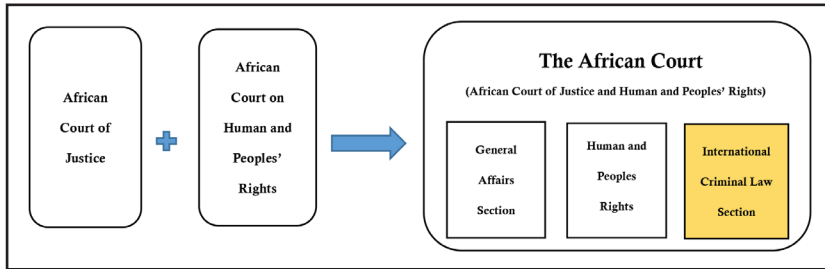 African
Court of
Justice
African
Court on
Human and
Peoples’
Rights
The African Court
(African Court of Justice and Human and Peoples’ Rights)
General
Affairs
Section
Human and
Peoples
Rights
International
Criminal Law
Section